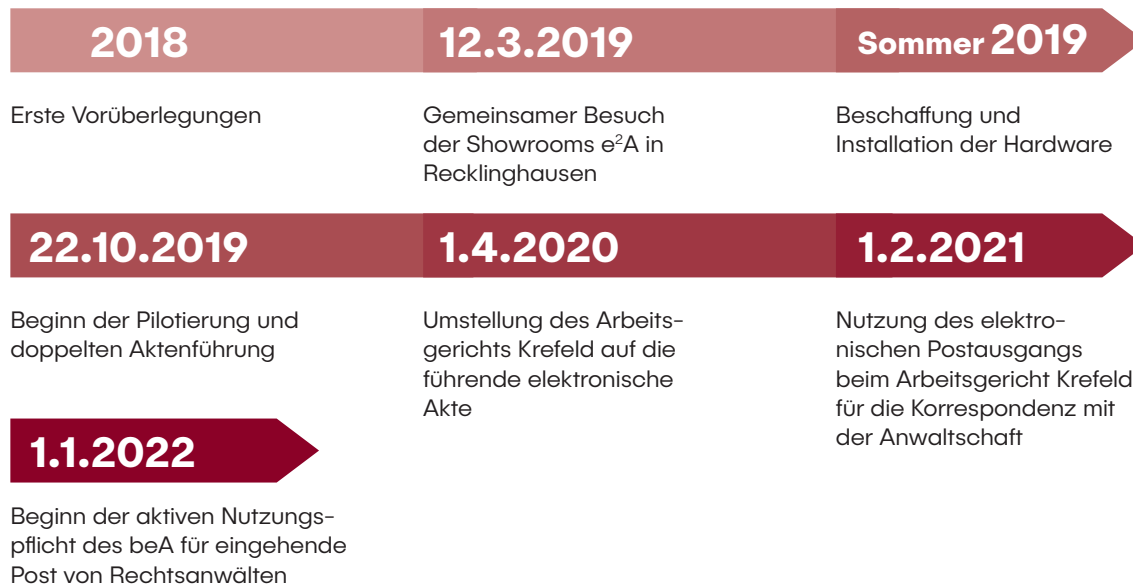 2018
12.3.2019
Sommer 2019
Erste Vorüberlegungen
Gemeinsamer Besuch
der Showrooms e²A in
Recklinghausen
Beschaffung und
Installation der Hardware
22.10.2019
1.4.2020
1.2.2021
Beginn der Pilotierung und
doppelten Aktenführung
Umstellung des Arbeits-
gerichts Krefeld auf die
führende elektronische
Akte
Nutzung des elektro-
nischen Postausgangs
beim Arbeitsgericht Krefeld
für die Korrespondenz mit
der Anwaltschaft
1.1.2022
Beginn der aktiven Nutzungs-
pflicht des beA für eingehende
Post von Rechtsanwälten